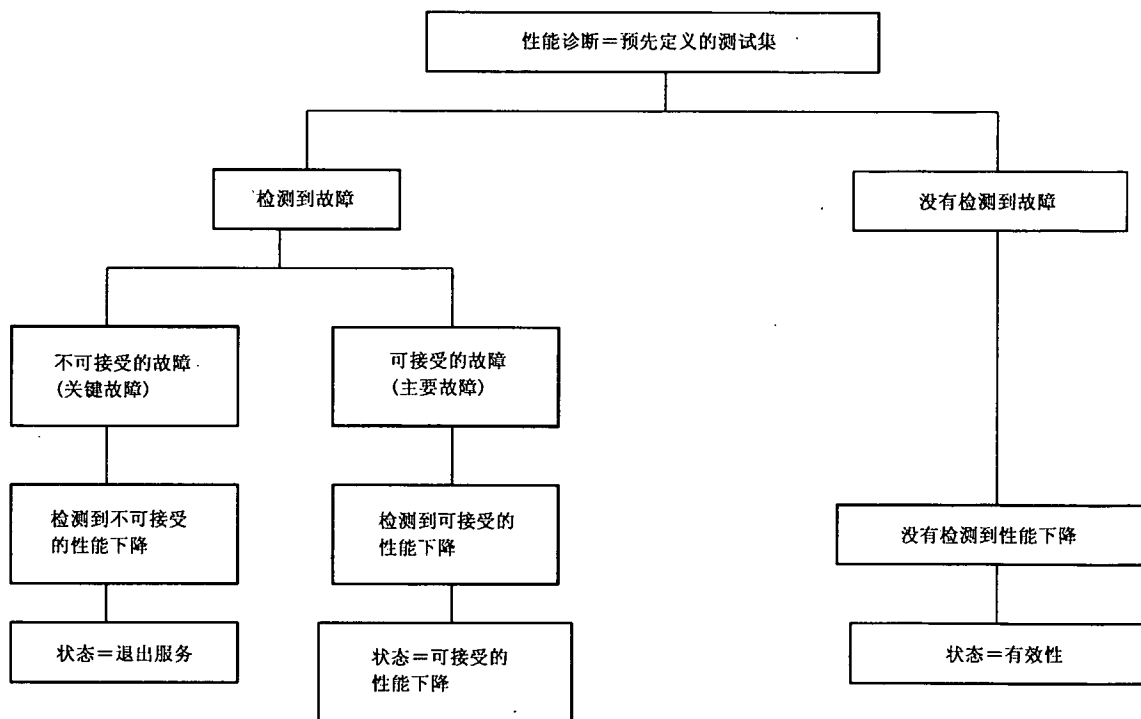 性能诊断＝预先定义的测试集
检测到故障
没有检测到故障
不可接受的故障
(关键故障)
可接受的故障
(主要故障)
检测到不可接受
的性能下降
检测到可接受的
性能下降
没有检测到性能下降
状态＝退出服务
状态＝可接受的
性能下降
状态＝有效性